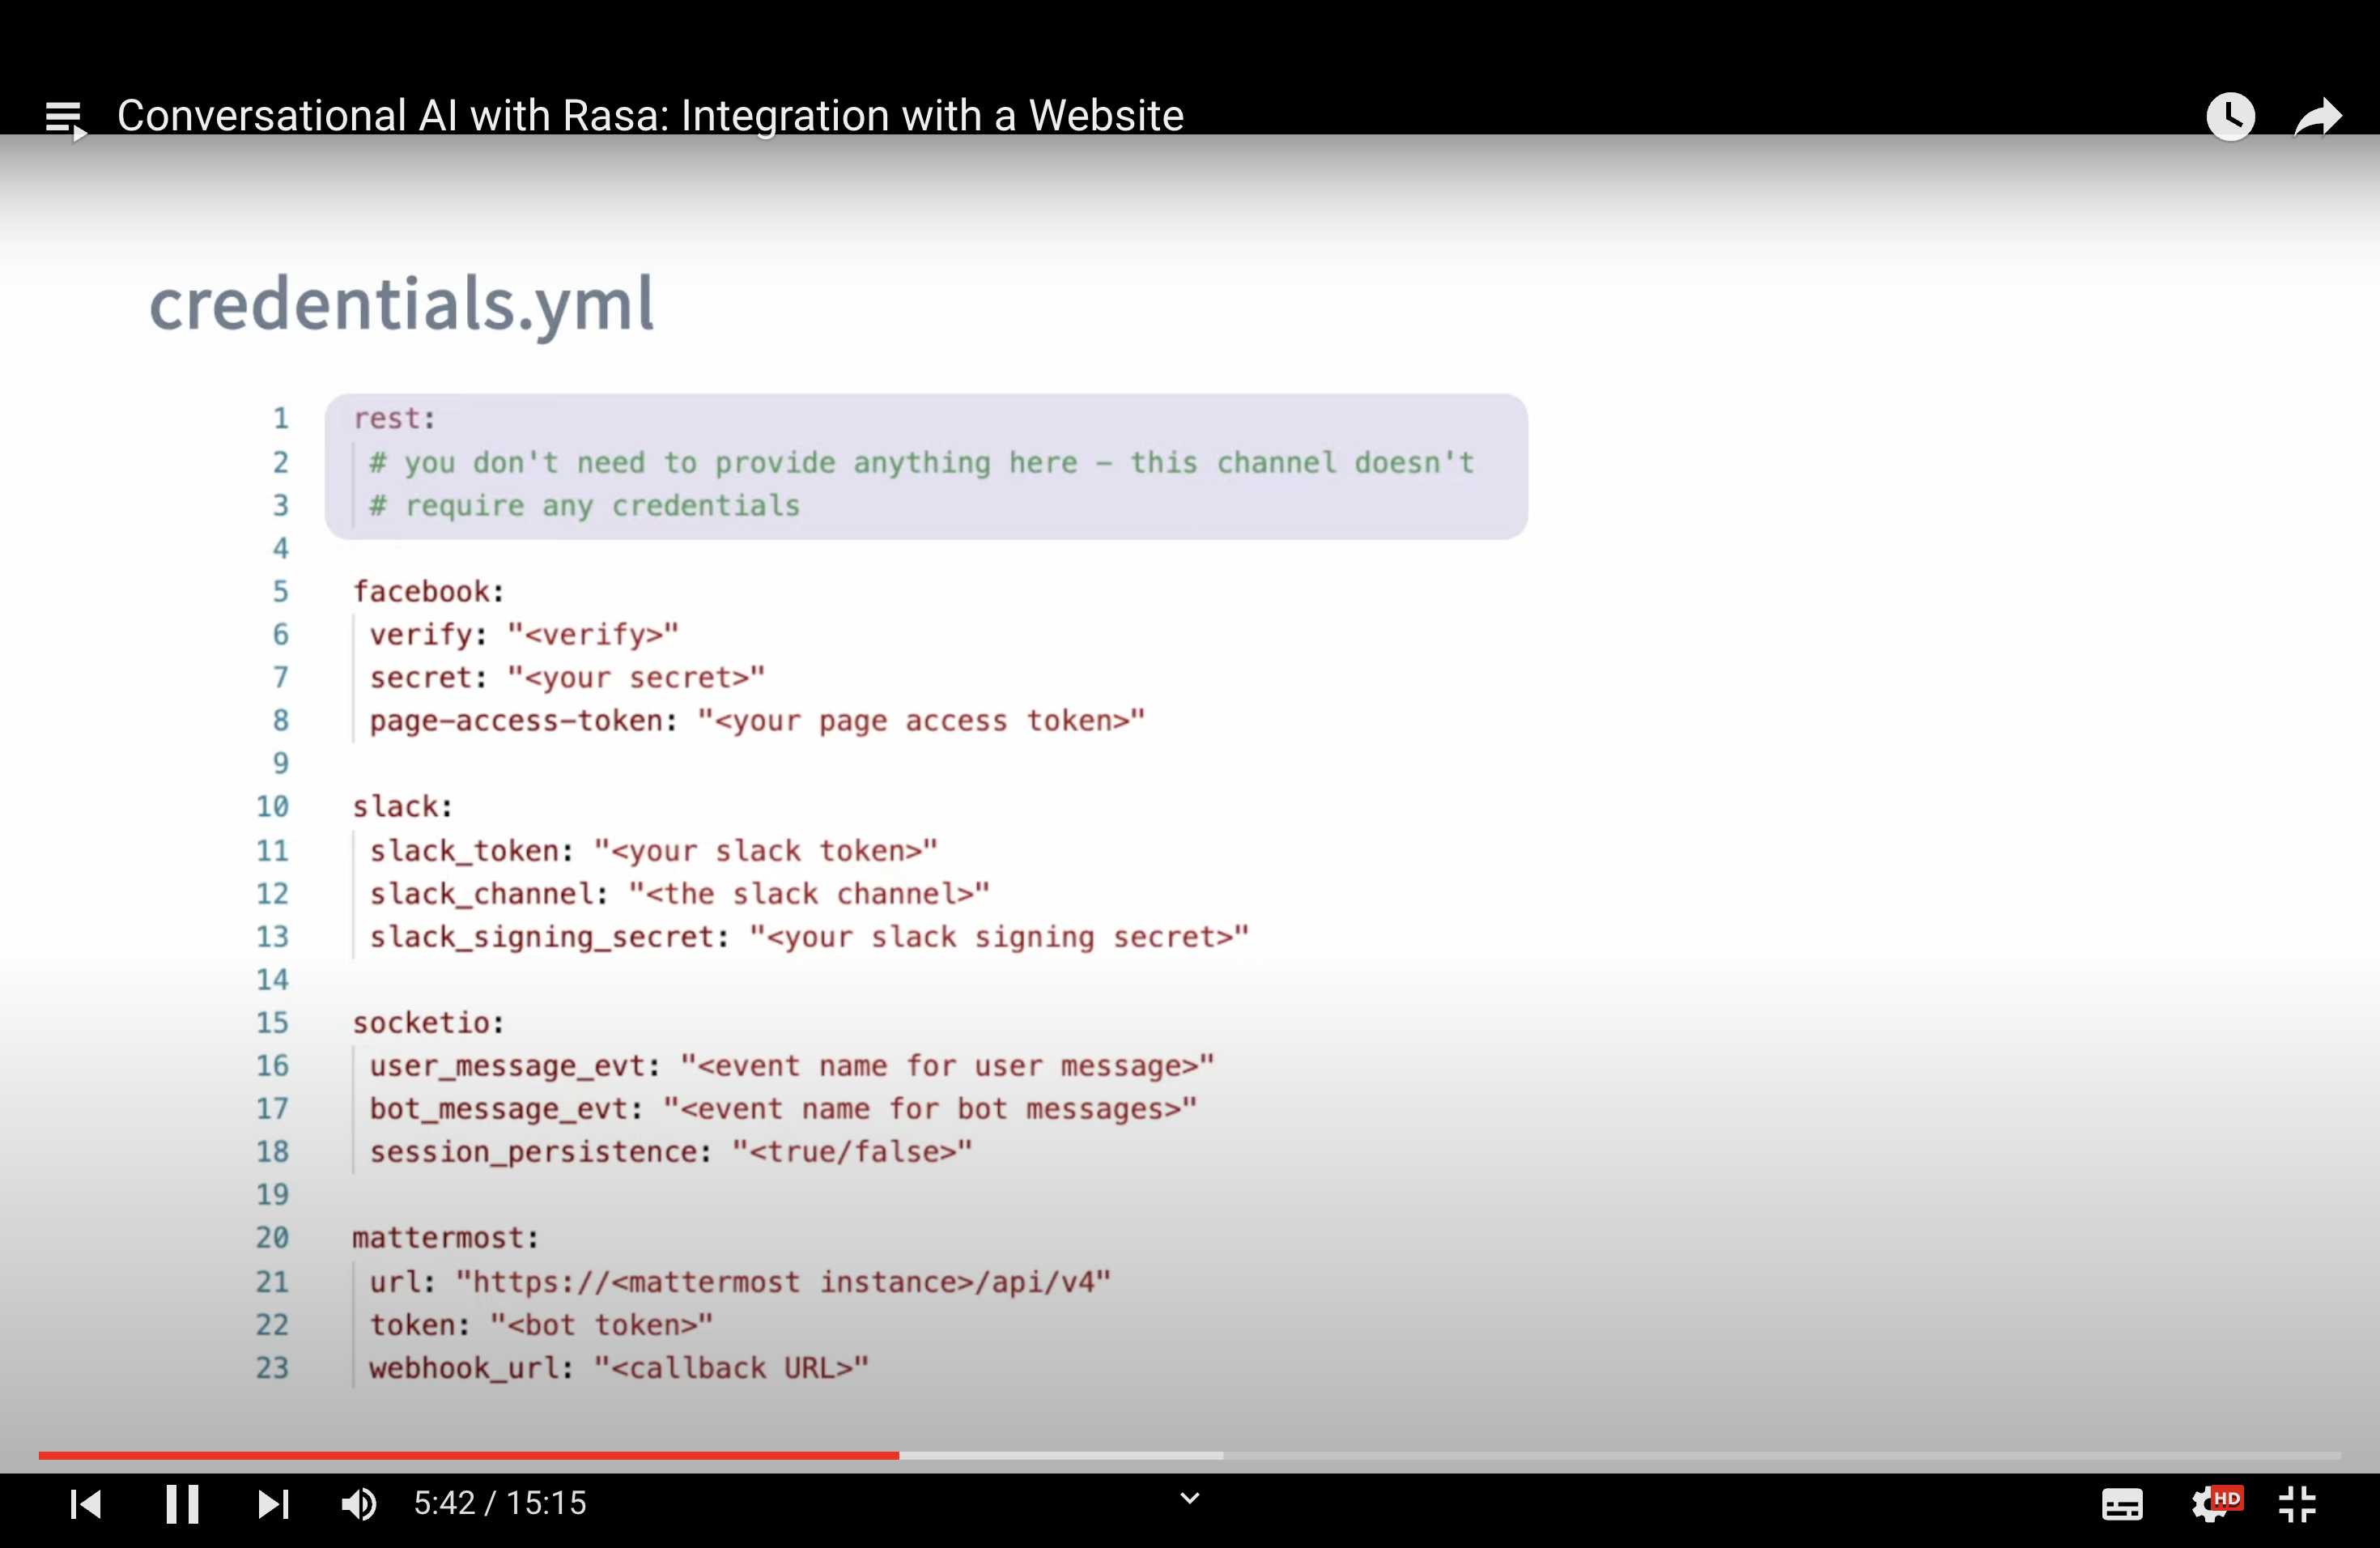 Conversational AI with Rasa: Integration with a Website
credentials.yml
1 rest:
2 # you don't need to provide anything here – this channel doesn't
3 # require any credentials
4
5 facebook:
6 verify: "<verify>"
7 secret: "<your secret>"
8 page-access-token: "<your page access token>"
9
10 slack:
11 slack_token: "<your slack token>"
12 slack_channel: "<the slack channel>"
13 slack_signing_secret: "<your slack signing secret>"
14
15 socketio:
16 user_message_evt: "<event name for user message>"
17 bot_message_evt: "<event name for bot messages>"
18 session_persistence: "<true/false>"
19
20 mattermost:
21 url: "https://<mattermost instance>/api/v4"
22 token: "<bot token>"
23 webhook_url: "<callback URL>"
5:42 / 15:15
HD